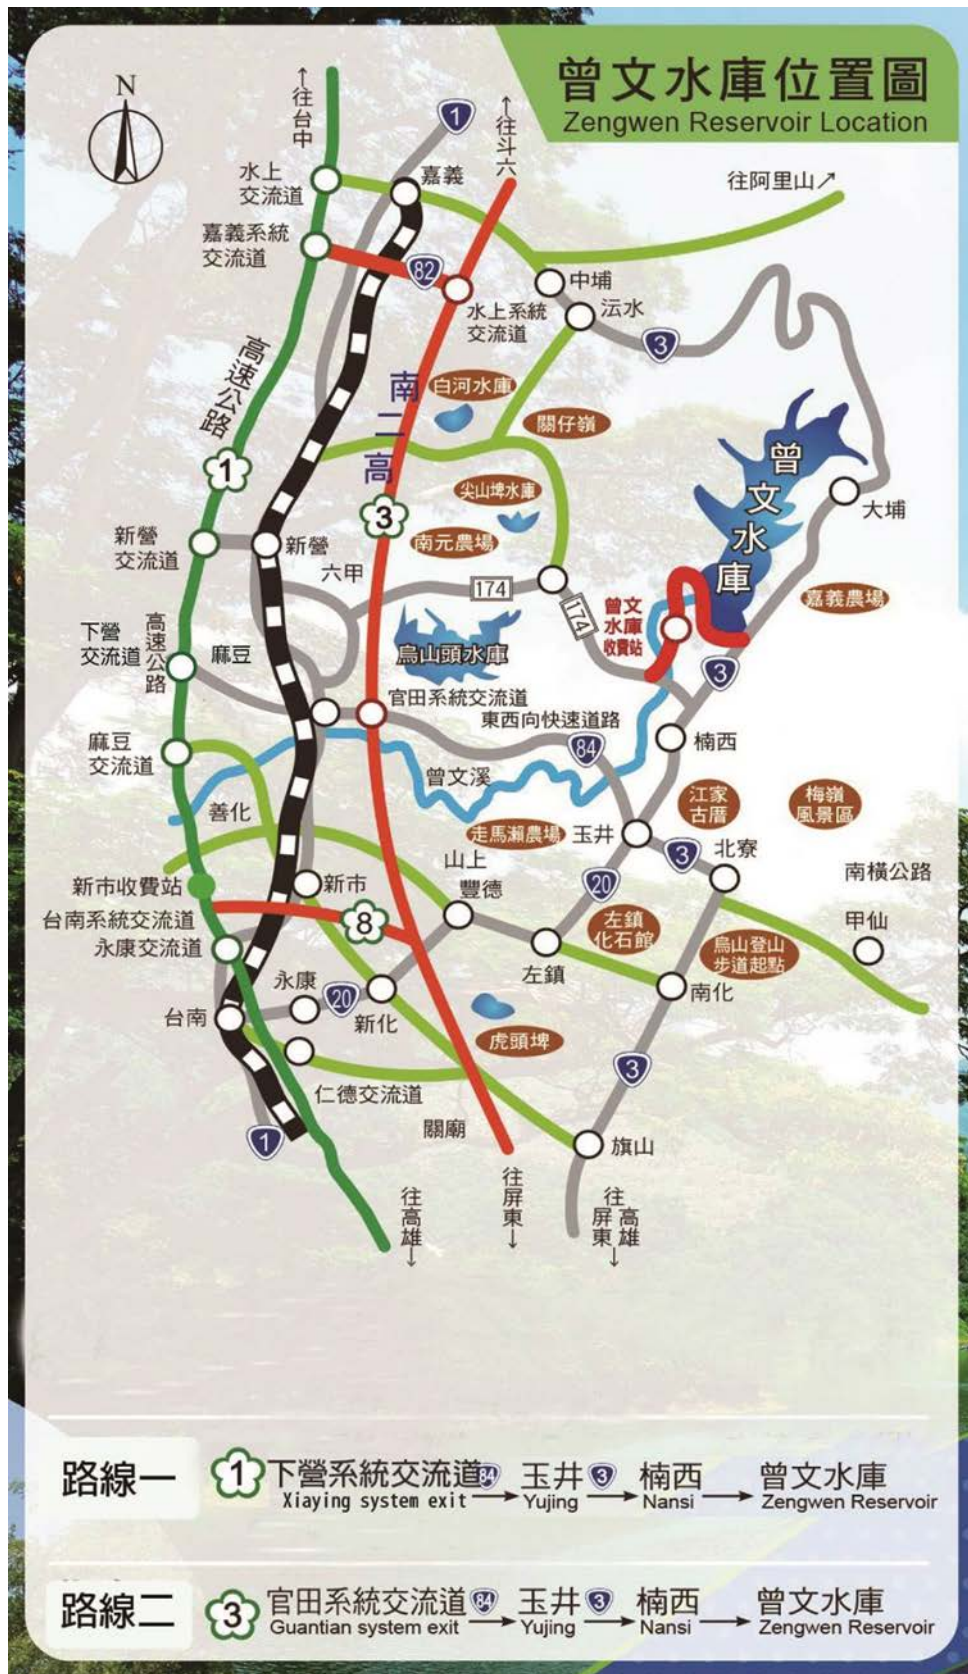 曾文水庫位置圖
Zengwen Reservoir Location
N
↑往台中
1
↑往斗六
水上
交流道
嘉義
往阿里山↗
嘉義系統
交流道
82
中埔
水上系統
交流道
沄水
3
高速公路
南二高
白河水庫
關仔嶺
曾文水庫
1
尖山埤水庫
3
大埔
新營
交流道
新營
南元農場
六甲
174
174
曾文
水庫
收費站
嘉義農場
下營
交流道
高速公路
麻豆
烏山頭水庫
3
官田系統交流道
東西向快速道路
麻豆
交流道
84
楠西
曾文溪
善化
江家
古厝
梅嶺
風景區
走馬瀨農場
玉井
3
北寮
山上
豐德
新市收費站
新市
20
南橫公路
台南系統交流道
8
左鎮
化石館
甲仙
永康交流道
烏山登山
步道起點
左鎮
永康
20
南化
台南
新化
虎頭埤
3
仁德交流道
關廟
1
旗山
往高雄↓
往屏東↓
往高雄
屏東↓
路線一
1
下營系統交流道
84
玉井
3
楠西
曾文水庫
Xiaying system exit → Yujing → Nansi → Zengwen Reservoir
路線二
3
官田系統交流道
84
玉井
3
楠西
曾文水庫
Guantian system exit → Yujing → Nansi → Zengwen Reservoir